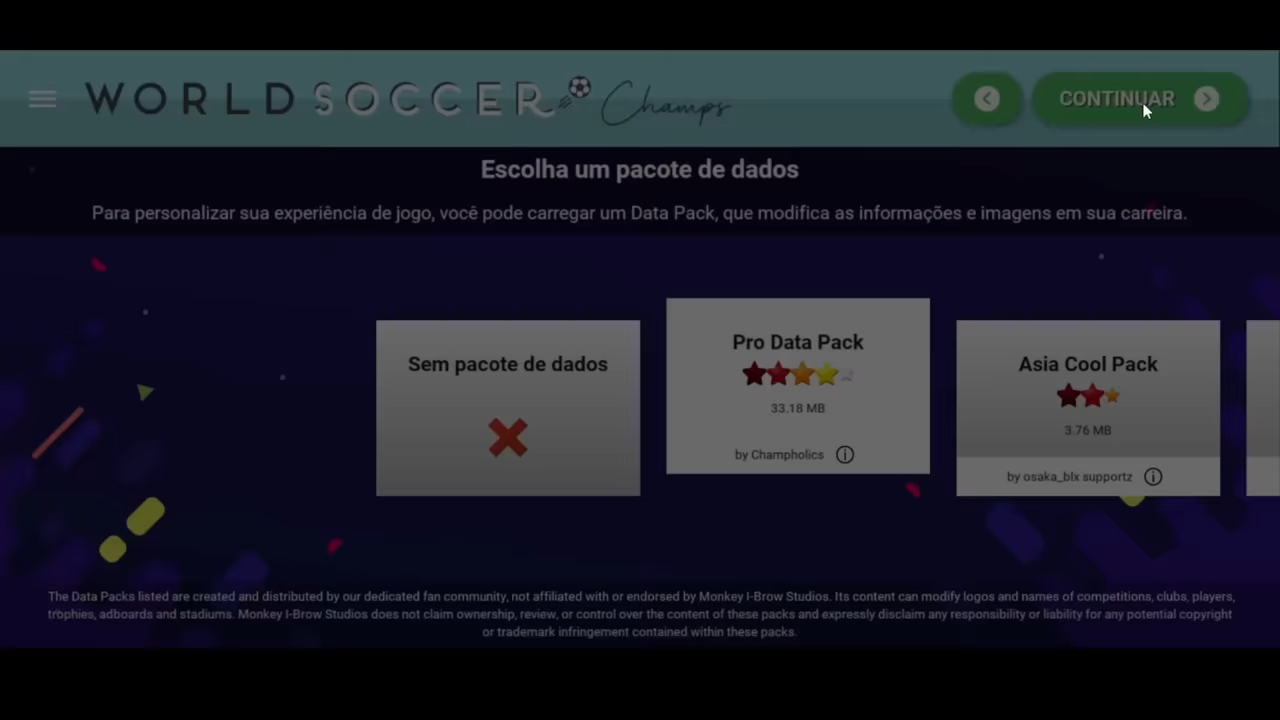 WORLD SOCCER Champs
CONTINUAR
Escolha um pacote de dados
Para personalizar sua experiência de jogo, você pode carregar um Data Pack, que modifica as informações e imagens em sua carreira.
Sem pacote de dados
Pro Data Pack
33.18 MB
by Champholics
Asia Cool Pack
3.76 MB
by osaka_blx supportz
The Data Packs listed are created and distributed by our dedicated fan community, not affiliated with or endorsed by Monkey I-Brow Studios. Its content can modify logos and names of competitions, clubs, players,
trophies, adboards and stadiums. Monkey I-Brow Studios does not claim ownership, review, or control over the content of these packs and expressly disclaim any responsibility or liability for any potential copyright
or trademark infringement contained within these packs.